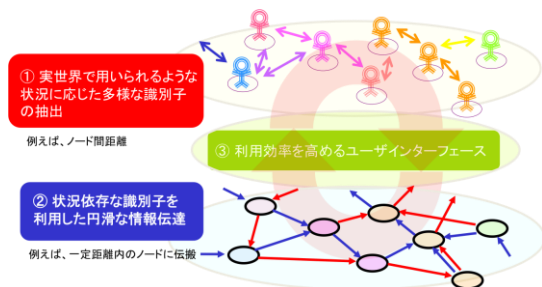 ① 実世界で用いられるような
状況に応じた多様な識別子
の抽出
例えば、ノード間距離
③ 利用効率を高めるユーザインターフェース
② 状況依存な識別子を
利用した円滑な情報伝達
例えば、一定距離内のノードに伝搬